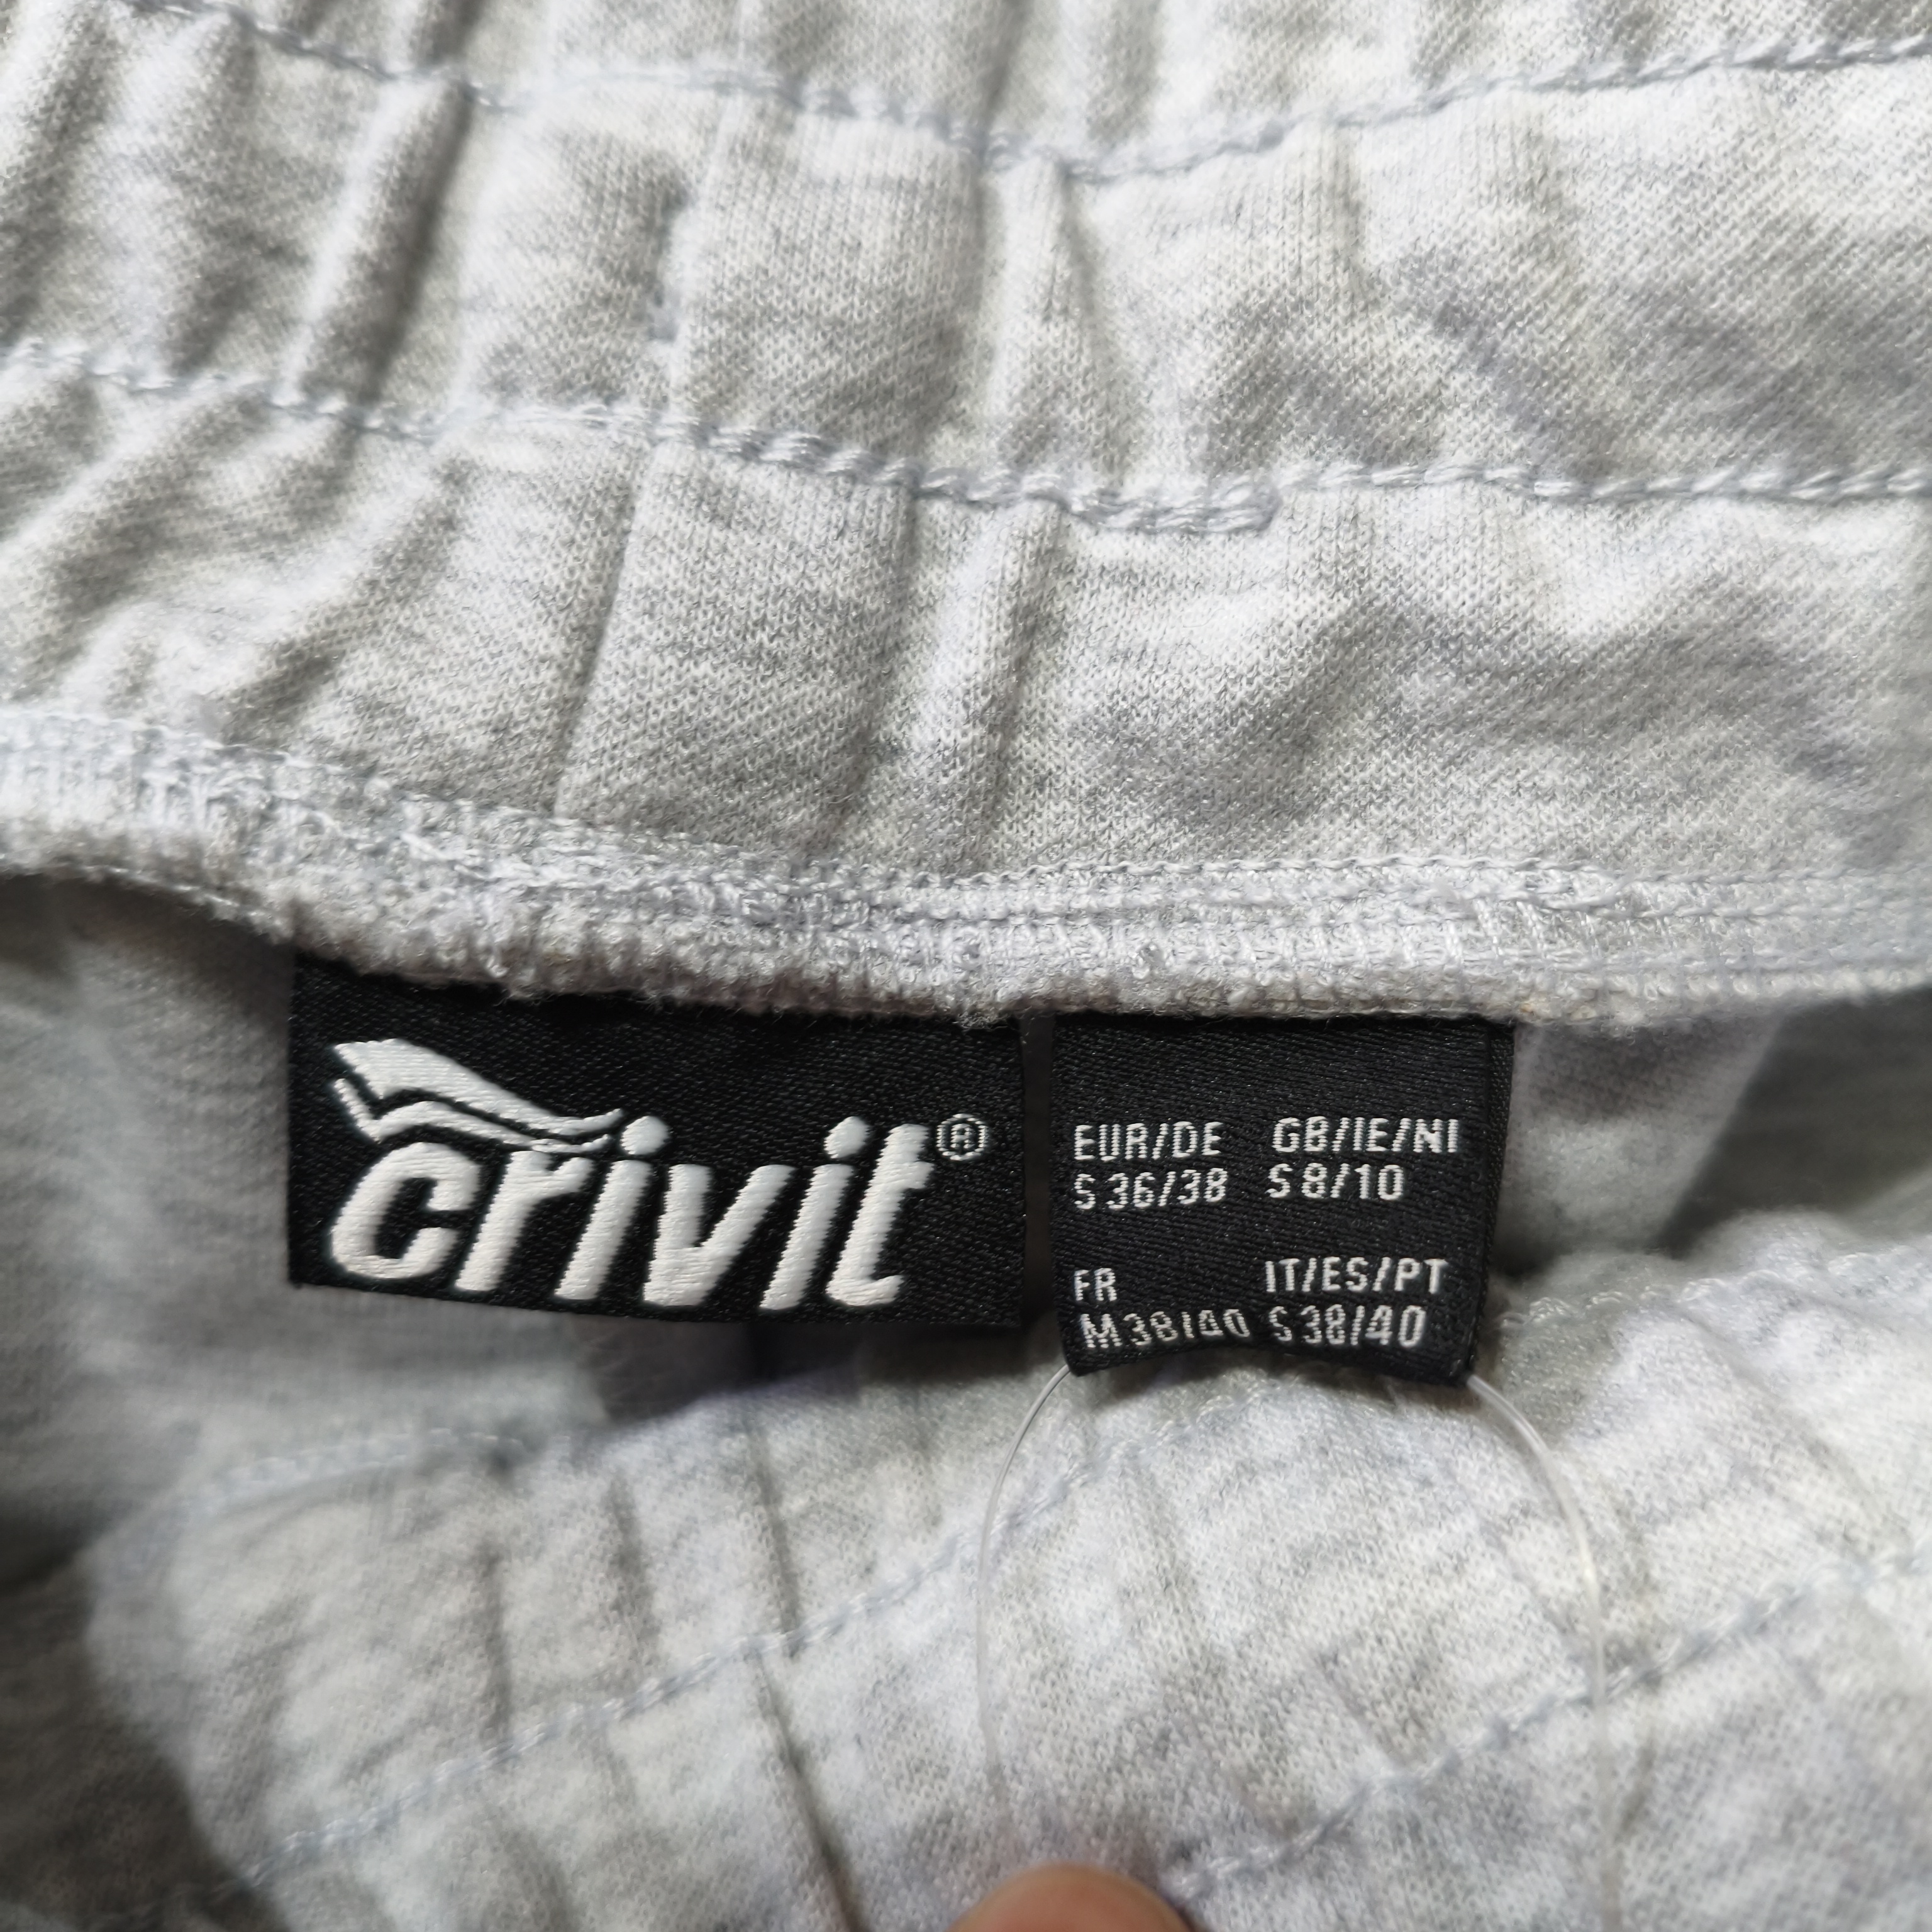 crivit®
EUR/DE GB/IE/NI
S 36/38 S 8/10
FR IT/ES/PT
M 38/40 S 38/40